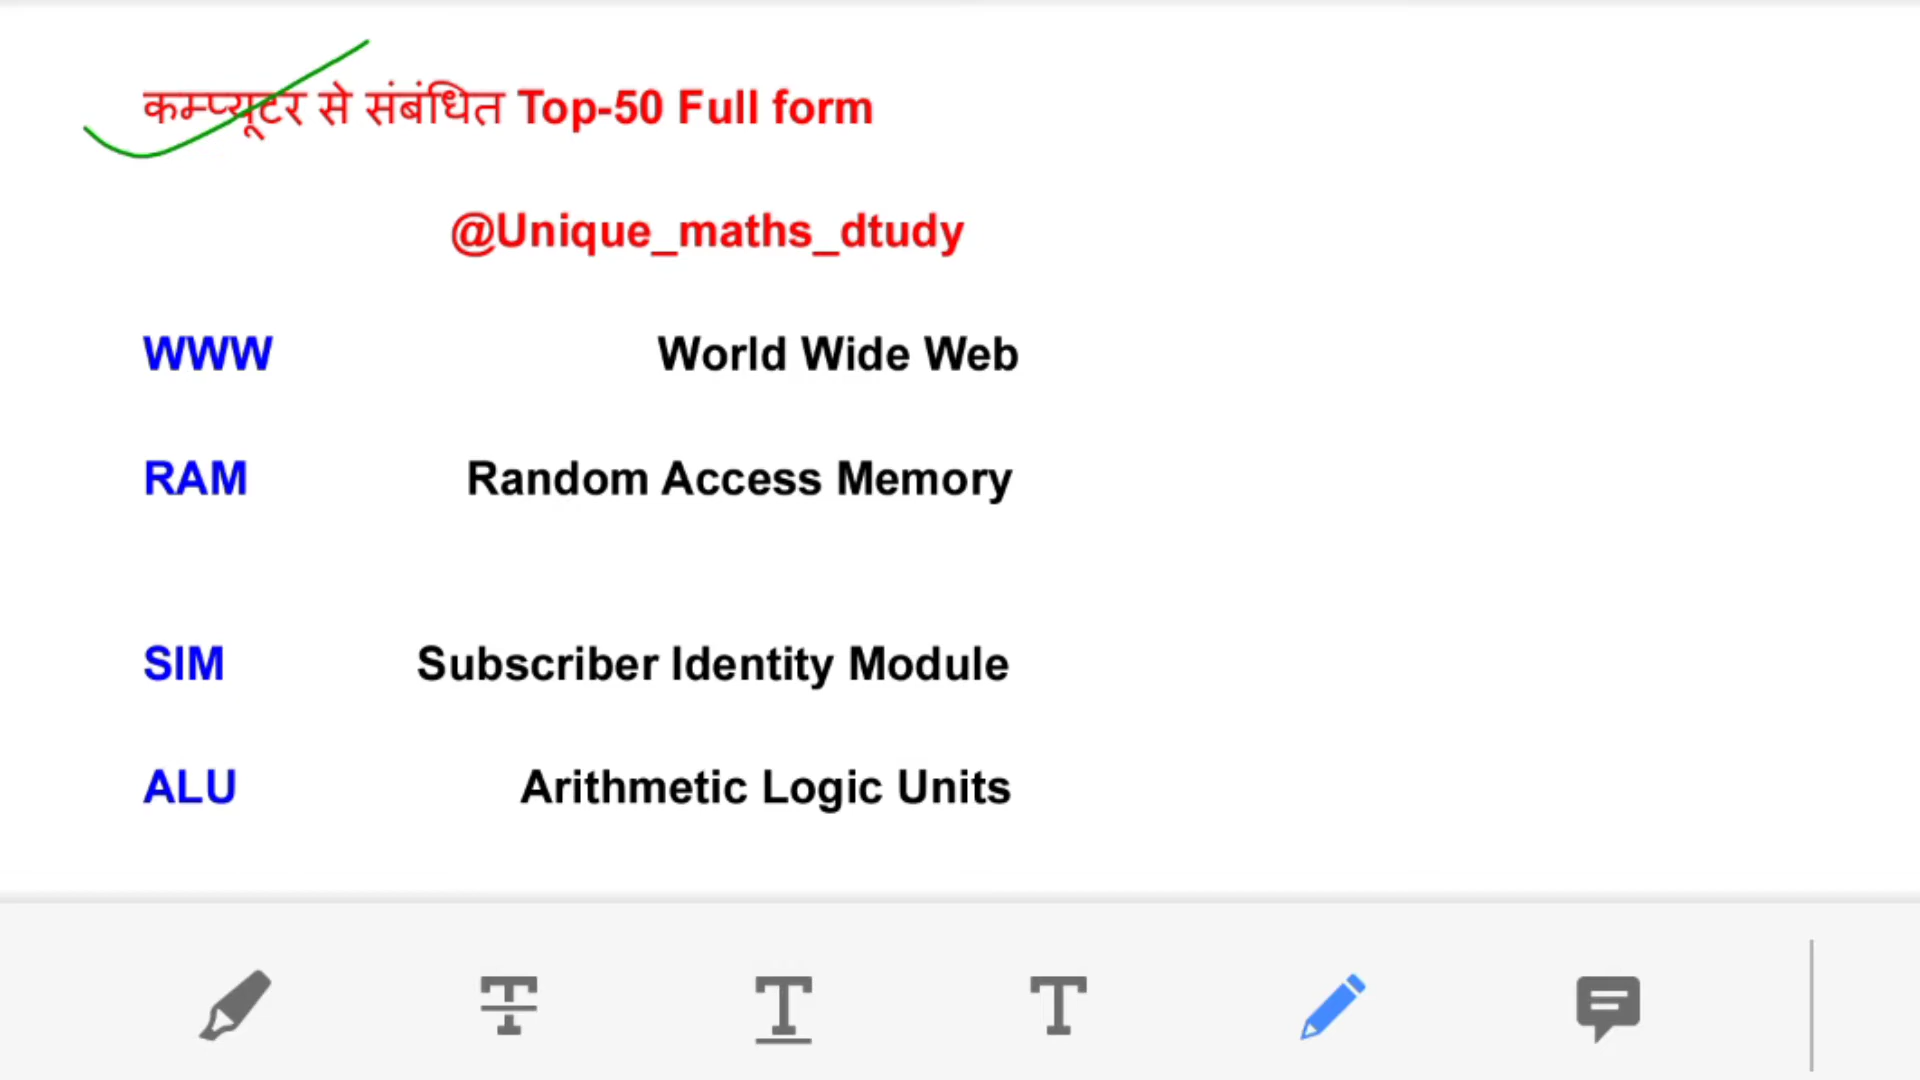 कम्प्यूटर से संबंधित Top-50 Full form
@Unique_maths_dtudy
WWW World Wide Web
RAM Random Access Memory
SIM Subscriber Identity Module
ALU Arithmetic Logic Units